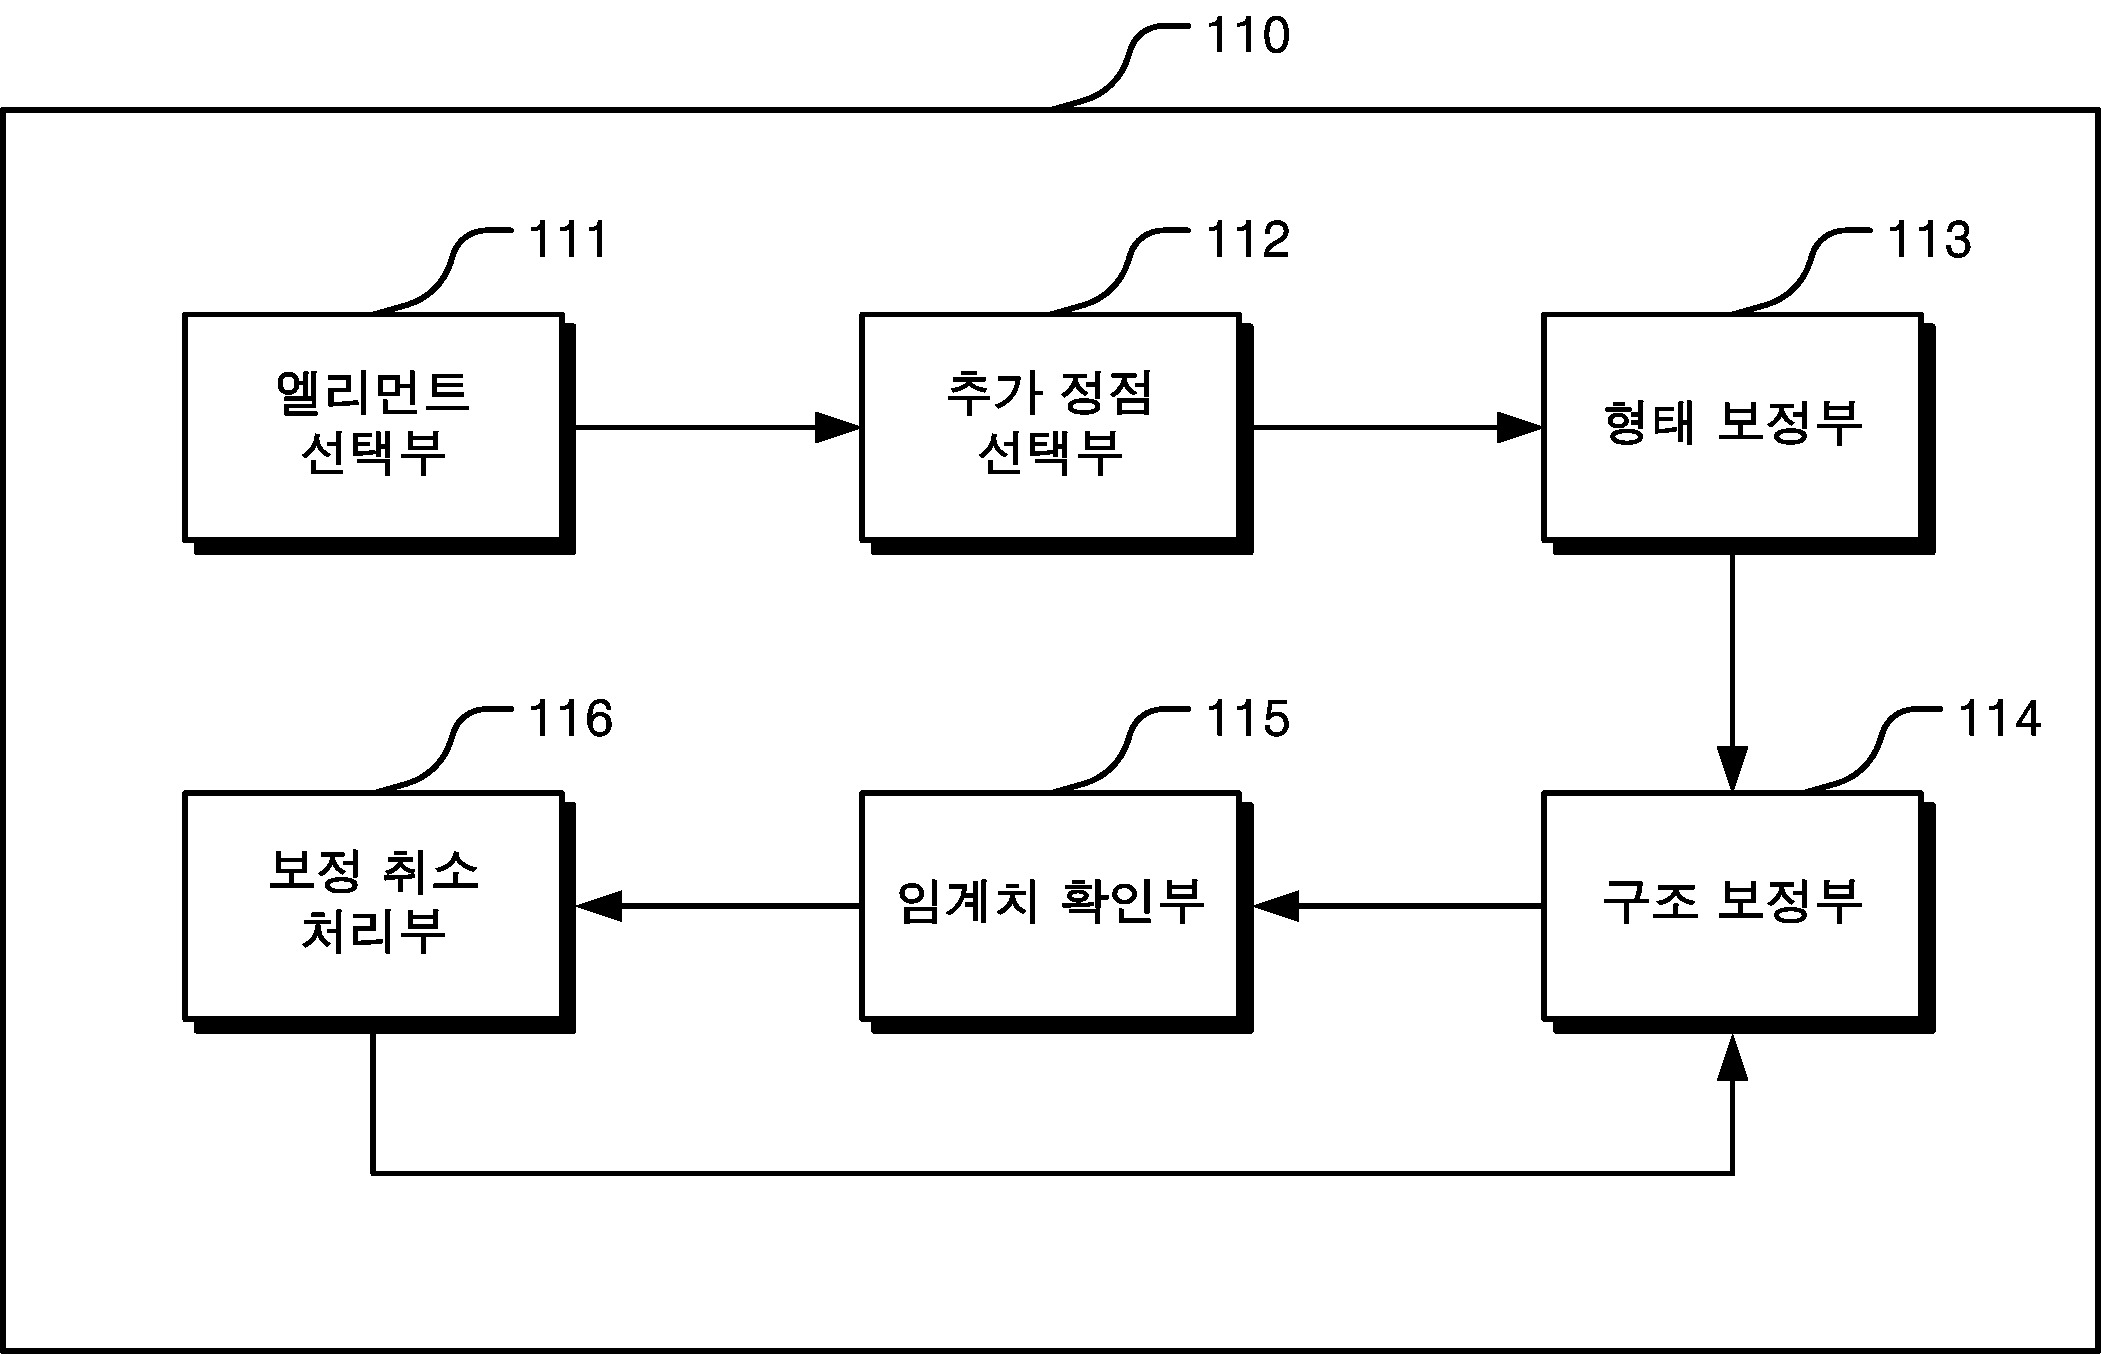 110
111
엘리먼트
선택부
112
추가 정점
선택부
113
형태 보정부
116
보정 취소
처리부
115
임계치 확인부
114
구조 보정부